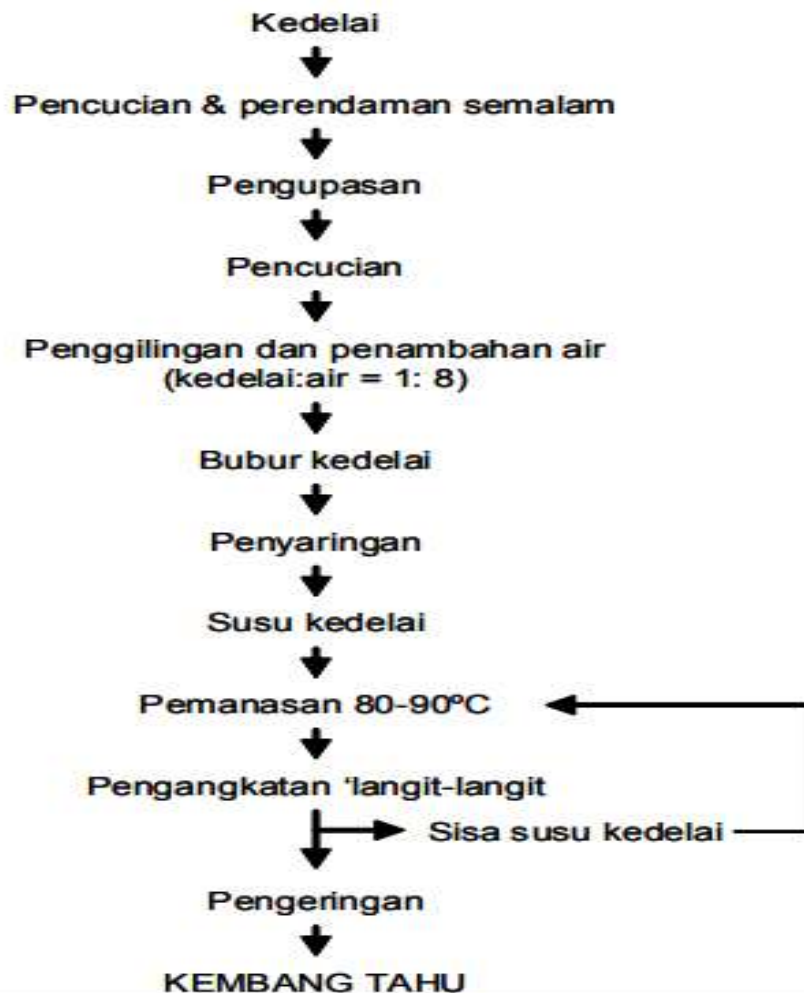 Kedelai
Pencucian & perendaman semalam
Pengupasan
Pencucian
Penggilingan dan penambahan air
(kedelai:air = 1: 8)
Bubur kedelai
Penyaringan
Susu kedelai
Pemanasan 80-90ºC
Pengangkatan ‘langit-langit
Sisa susu kedelai
Pengeringan
KEMBANG TAHU